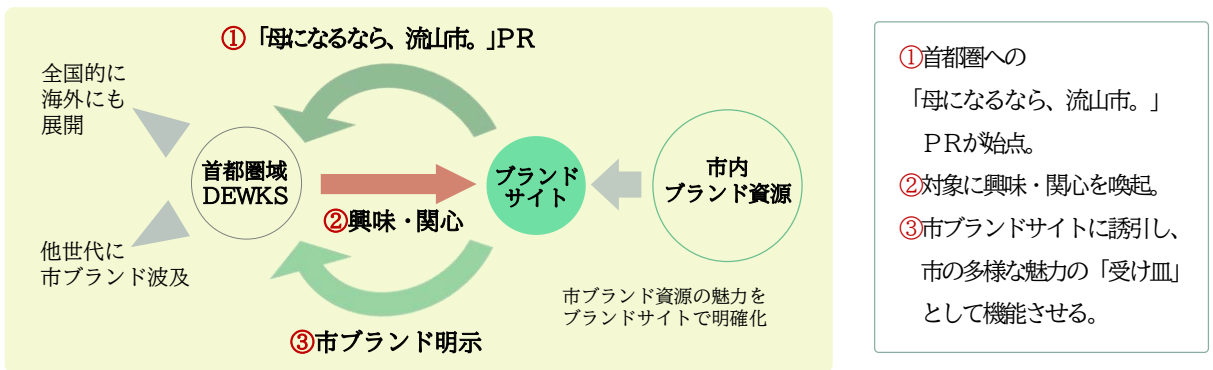 ①「母になるなら、流山市。」PR
全国的に
海外にも
展開
首都圏域
DEWKS
②興味・関心
ブランド
サイト
市内
ブランド資源
他世代に
市ブランド波及
市ブランド資源の魅力を
ブランドサイトで明確化
③市ブランド明示
①首都圏への
「母になるなら、流山市。」
PRが始点。
②対象に興味・関心を喚起。
③市ブランドサイトに誘引し、
市の多様な魅力の「受け皿」
として機能させる。